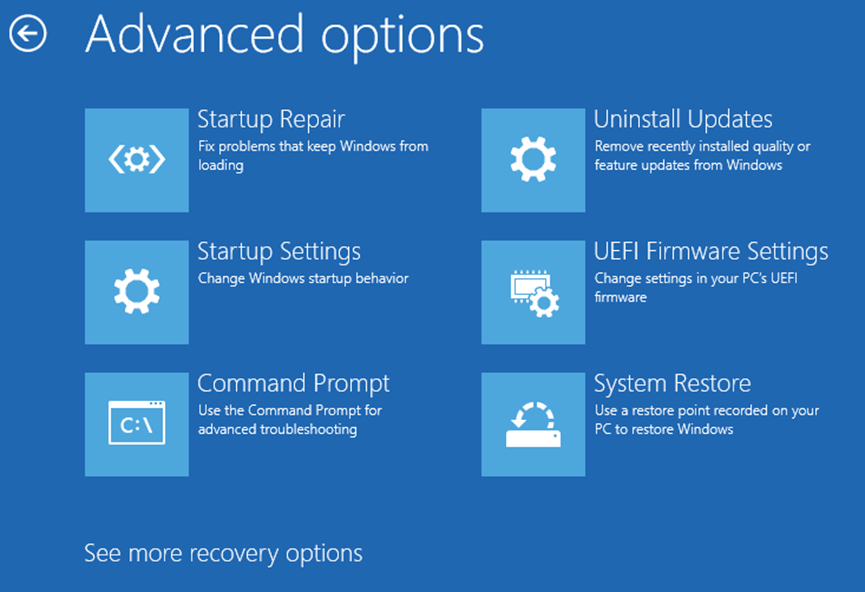 Advanced options
Startup Repair
Fix problems that keep Windows from
loading
Uninstall Updates
Remove recently installed quality or
feature updates from Windows
Startup Settings
Change Windows startup behavior
UEFI Firmware Settings
Change settings in your PC's UEFI
firmware
C:\
Command Prompt
Use the Command Prompt for
advanced troubleshooting
System Restore
Use a restore point recorded on your
PC to restore Windows
See more recovery options